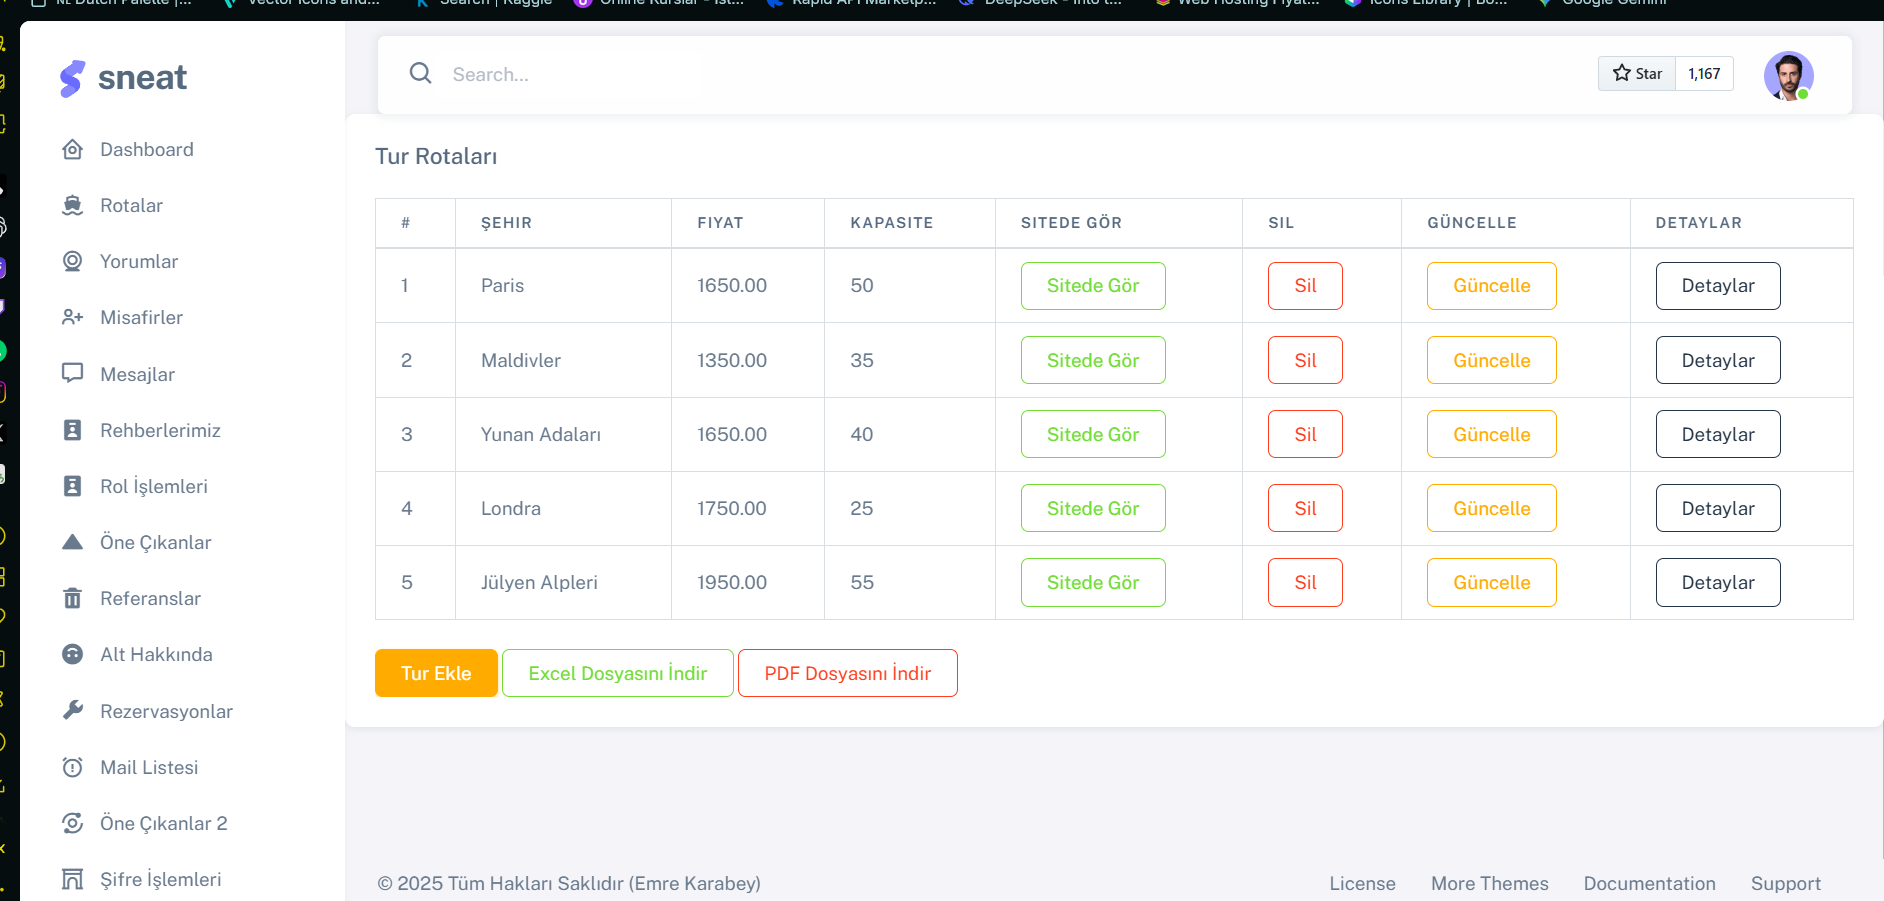 NL Dutch Palette |...
Vector Icons and...
Search | Kaggle
Online Kurslar - Ist...
Rapid API Marketp...
DeepSeek - Into t...
Web Hosting Fiyat...
Icons Library | Bo...
Google Gemini
sneat
Search...
Star
1,167
Dashboard
Rotalar
Yorumlar
Misafirler
Mesajlar
Rehberlerimiz
Rol İşlemleri
Öne Çıkanlar
Referanslar
Alt Hakkında
Rezervasyonlar
Mail Listesi
Öne Çıkanlar 2
Şifre İşlemleri
Tur Rotaları
# ŞEHIR FIYAT KAPASITE SITEDE GÖR SIL GÜNCELLE DETAYLAR
1 Paris 1650.00 50 Sitede Gör Sil Güncelle Detaylar
2 Maldivler 1350.00 35 Sitede Gör Sil Güncelle Detaylar
3 Yunan Adaları 1650.00 40 Sitede Gör Sil Güncelle Detaylar
4 Londra 1750.00 25 Sitede Gör Sil Güncelle Detaylar
5 Jülyen Alpleri 1950.00 55 Sitede Gör Sil Güncelle Detaylar
Tur Ekle Excel Dosyasını İndir PDF Dosyasını İndir
© 2025 Tüm Hakları Saklıdır (Emre Karabey)
License More Themes Documentation Support